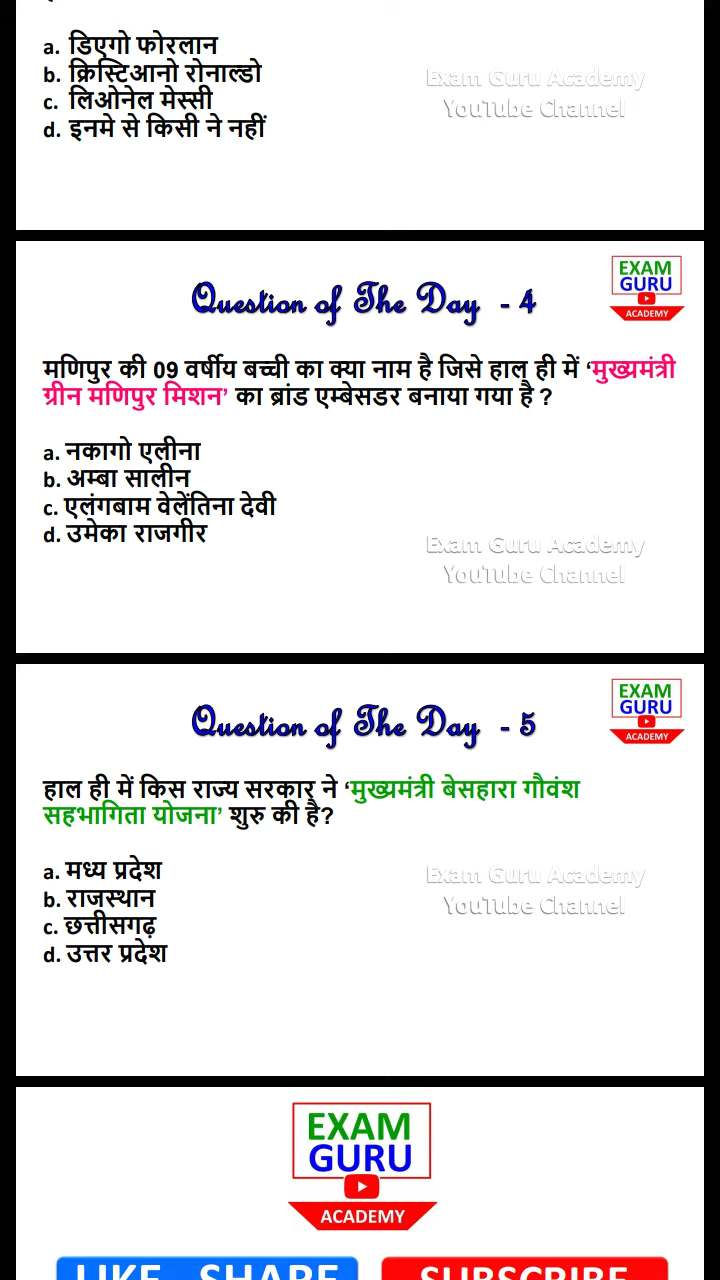 a. डिएगो फोरलान
b. क्रिस्टिआनो रोनाल्डो
c. लिओनेल मेस्सी
d. इनमे से किसी ने नहीं
Exam Guru Academy
YouTube Channel
Question of The Day - 4
EXAM
GURU
ACADEMY
मणिपुर की 09 वर्षीय बच्ची का क्या नाम है जिसे हाल ही में ‘मुख्यमंत्री
ग्रीन मणिपुर मिशन’ का ब्रांड एम्बेसडर बनाया गया है ?
a. नकागो एलीना
b. अम्बा सालीन
c. एलंगबाम वेलेंतिना देवी
d. उमेका राजगीर
Exam Guru Academy
YouTube Channel
Question of The Day - 5
EXAM
GURU
ACADEMY
हाल ही में किस राज्य सरकार ने ‘मुख्यमंत्री बेसहारा गौवंश
सहभागिता योजना’ शुरु की है?
a. मध्य प्रदेश
b. राजस्थान
c. छत्तीसगढ़
d. उत्तर प्रदेश
Exam Guru Academy
YouTube Channel
EXAM
GURU
ACADEMY
LIKE SHARE
SUBSCRIBE